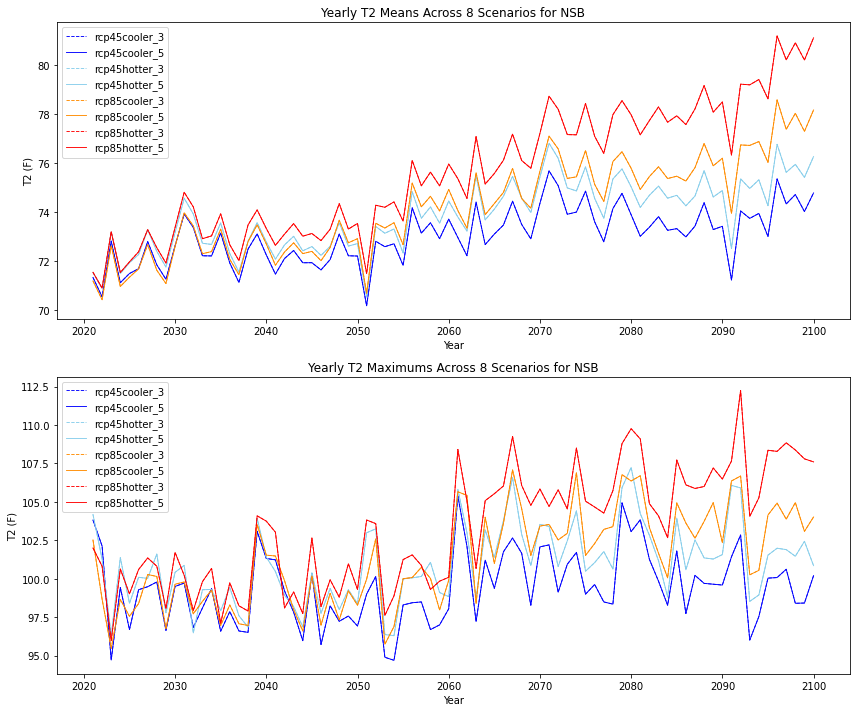 Yearly T2 Means Across 8 Scenarios for NSB
rcp45cooler_3
rcp45cooler_5
rcp45hotter_3
rcp45hotter_5
rcp85cooler_3
rcp85cooler_5
rcp85hotter_3
rcp85hotter_5
80
78
76
74
72
70
T2 (F)
2020 2030 2040 2050 2060 2070 2080 2090 2100
Year
Yearly T2 Maximums Across 8 Scenarios for NSB
rcp45cooler_3
rcp45cooler_5
rcp45hotter_3
rcp45hotter_5
rcp85cooler_3
rcp85cooler_5
rcp85hotter_3
rcp85hotter_5
112.5
110.0
107.5
105.0
102.5
100.0
97.5
95.0
T2 (F)
2020 2030 2040 2050 2060 2070 2080 2090 2100
Year